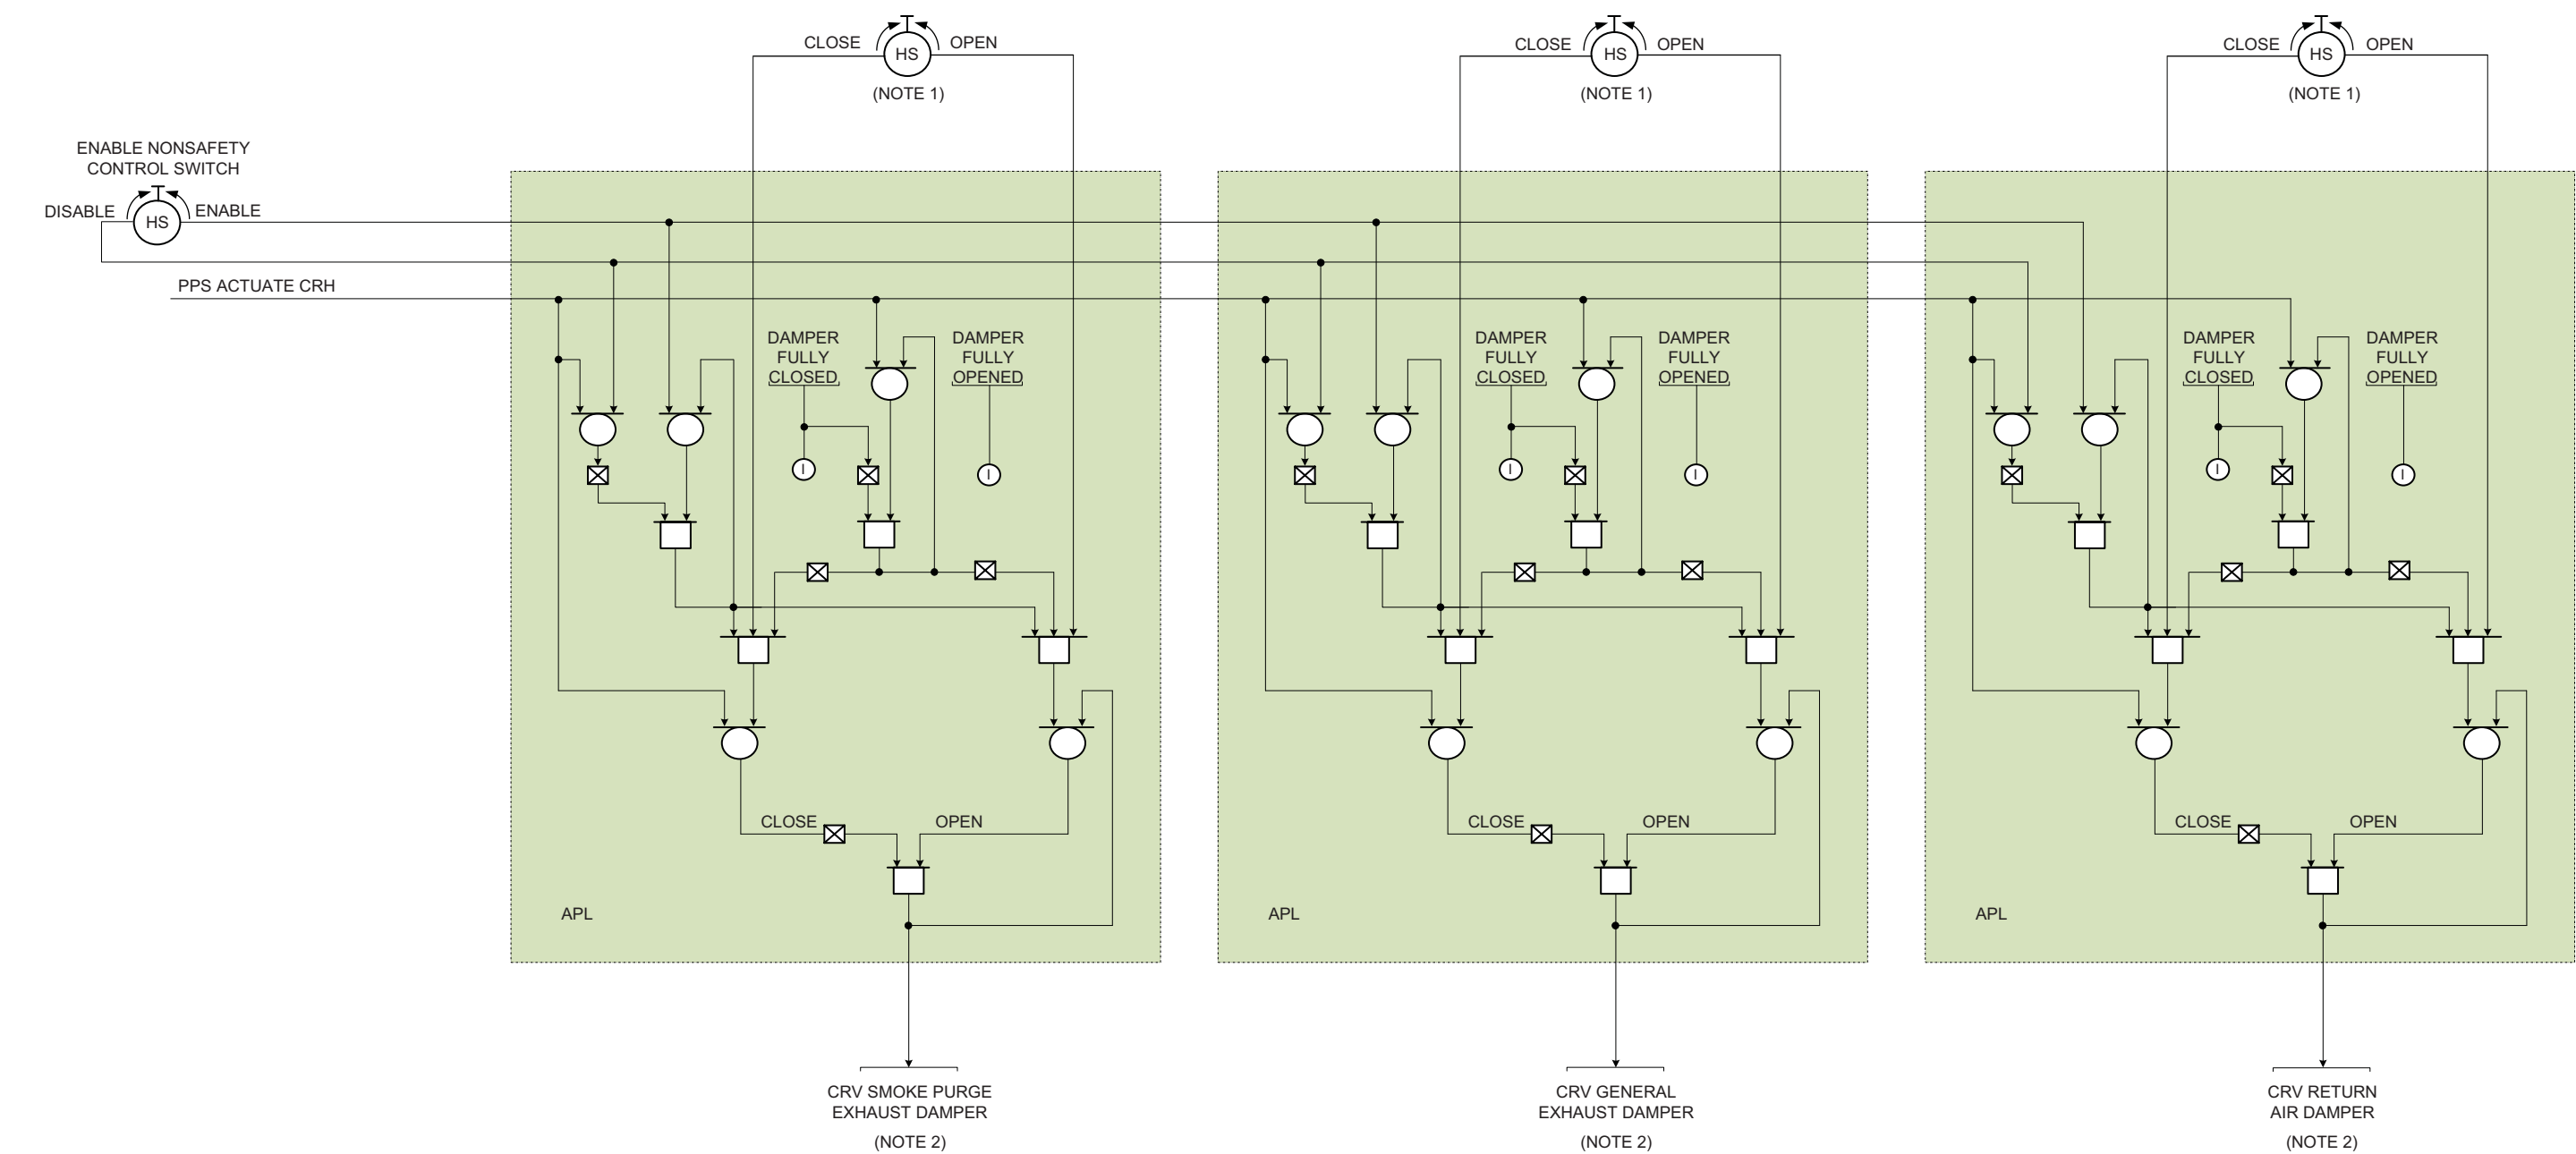 CLOSE
HS
OPEN
(NOTE 1)
CLOSE
HS
OPEN
(NOTE 1)
CLOSE
HS
OPEN
(NOTE 1)
ENABLE NONSAFETY
CONTROL SWITCH
DISABLE
HS
ENABLE
PPS ACTUATE CRH
DAMPER
FULLY
CLOSED
DAMPER
FULLY
OPENED
I
I
CLOSE
OPEN
APL
DAMPER
FULLY
CLOSED
DAMPER
FULLY
OPENED
I
I
CLOSE
OPEN
APL
DAMPER
FULLY
CLOSED
DAMPER
FULLY
OPENED
I
I
CLOSE
OPEN
APL
CRV SMOKE PURGE
EXHAUST DAMPER
(NOTE 2)
CRV GENERAL
EXHAUST DAMPER
(NOTE 2)
CRV RETURN
AIR DAMPER
(NOTE 2)